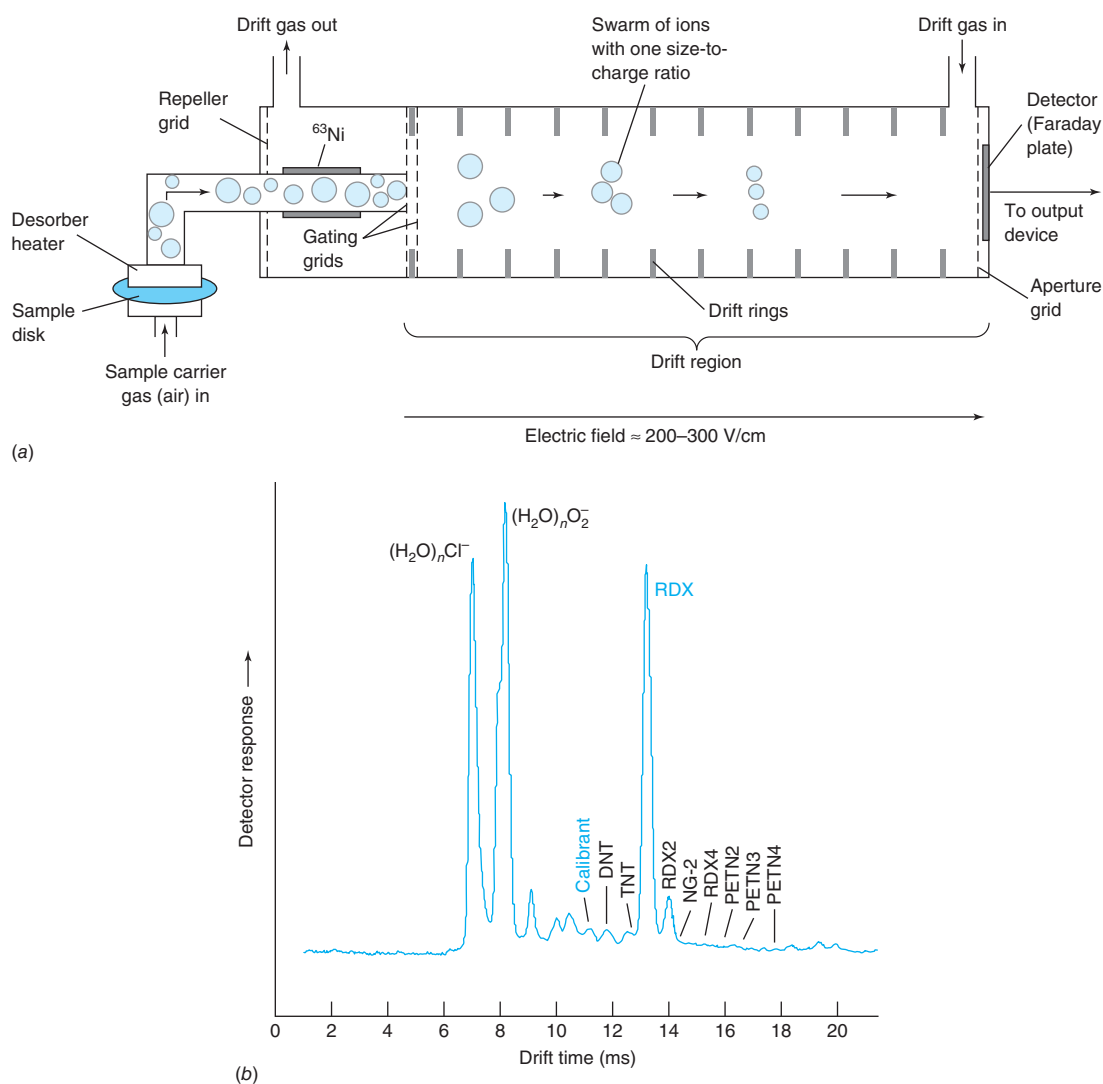 Drift gas out
Swarm of ions
with one size-to-
charge ratio
Drift gas in
Repeller
grid
⁶³Ni
Detector
(Faraday
plate)
Desorber
heater
Gating
grids
To output
device
Sample
disk
Drift rings
Aperture
grid
Sample carrier
gas (air) in
Drift region
Electric field ≈ 200–300 V/cm
(a)
(H₂O)ₙO₂⁻
(H₂O)ₙCl⁻
RDX
Detector response
Calibrant
DNT
TNT
RDX2
NG-2
RDX4
PETN2
PETN3
PETN4
0 2 4 6 8 10 12 14 16 18 20
Drift time (ms)
(b)